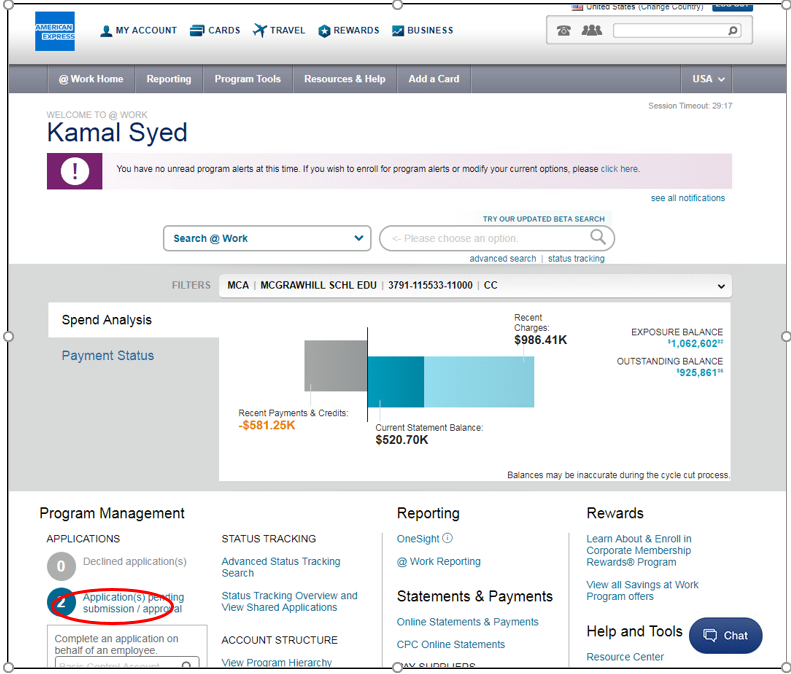 United States (Change Country)
AMERICAN
EXPRESS
MY ACCOUNT CARDS TRAVEL REWARDS BUSINESS
@ Work Home Reporting Program Tools Resources & Help Add a Card USA
Session Timeout: 29:17
WELCOME TO @ WORK
Kamal Syed
! You have no unread program alerts at this time. If you wish to enroll for program alerts or modify your current options, please click here.
see all notifications
TRY OUR UPDATED BETA SEARCH
Search @ Work <- Please choose an option.
advanced search | status tracking
FILTERS MCA | MCGRAWHILL SCHL EDU | 3791-115533-11000 | CC
Spend Analysis
Payment Status
Recent
Charges:
$986.41K
EXPOSURE BALANCE
$1,062,602
OUTSTANDING BALANCE
$925,861
Recent Payments & Credits:
-$581.25K
Current Statement Balance:
$520.70K
Balances may be inaccurate during the cycle cut process.
Program Management
APPLICATIONS
0 Declined application(s)
2 Application(s) pending
submission / approval
Complete an application on
behalf of an employee.
Basic Control Account
STATUS TRACKING
Advanced Status Tracking
Search
Status Tracking Overview and
View Shared Applications
ACCOUNT STRUCTURE
View Program Hierarchy
Reporting
OneSight
@ Work Reporting
Statements & Payments
Online Statements & Payments
CPC Online Statements
PAY SUPPLIERS
Rewards
Learn About & Enroll in
Corporate Membership
Rewards® Program
View all Savings at Work
Program offers
Help and Tools
Resource Center
Chat